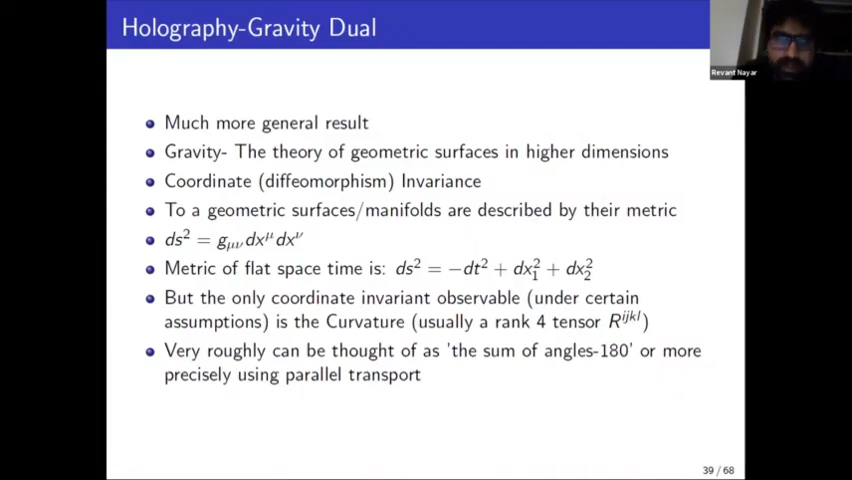 Holography-Gravity Dual
Revant Nayar
Much more general result
Gravity- The theory of geometric surfaces in higher dimensions
Coordinate (diffeomorphism) Invariance
To a geometric surfaces/manifolds are described by their metric
ds² = g_{μν}dx^μdx^ν
Metric of flat space time is: ds² = −dt² + dx₁² + dx₂²
But the only coordinate invariant observable (under certain
assumptions) is the Curvature (usually a rank 4 tensor R^{ijkl})
Very roughly can be thought of as 'the sum of angles-180' or more
precisely using parallel transport
39 / 68